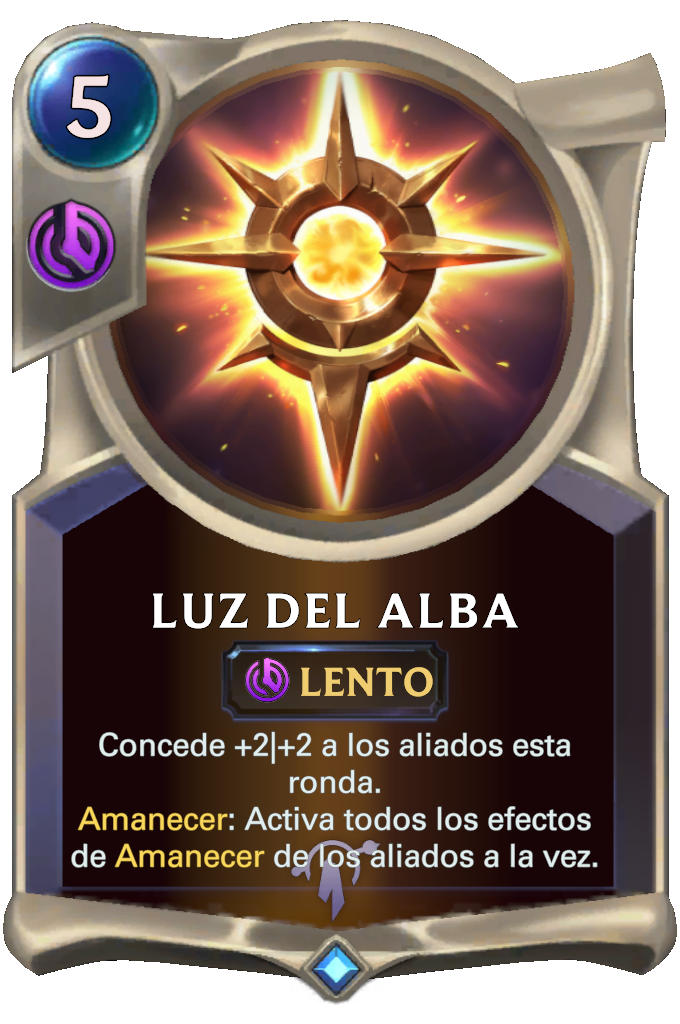 5
LUZ DEL ALBA
LENTO
Concede +2|+2 a los aliados esta
ronda.
Amanecer: Activa todos los efectos
de Amanecer de los aliados a la vez.